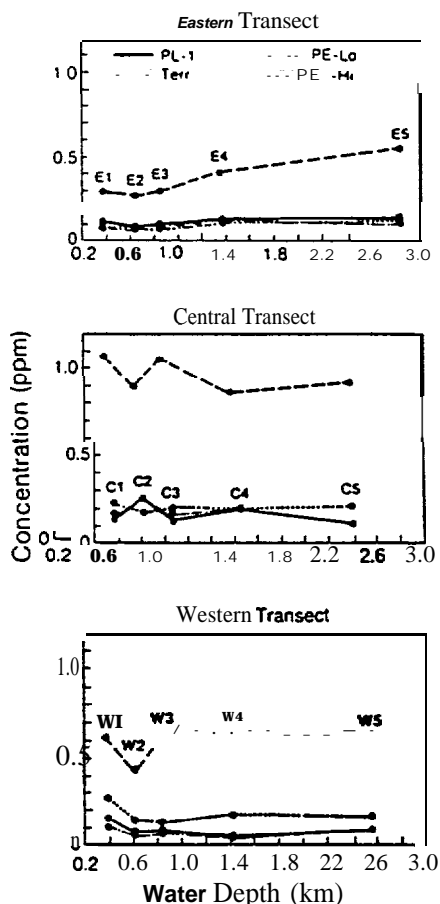 Eastern Transect
PL-1 PE-Lo
Terr PE -H
1.0
E5
E4
0.5
E1 E2 E3
0
0.2 0.6 1.0 1.4 1.8 2.2 2.6 3.0
Central Transect
1.0
Concentration (ppm)
0.5
C1 C2 C3 C4 C5
0
0.2 0.6 1.0 1.4 1.8 2.2 2.6 3.0
Western Transect
1.0
WI W2 W3 W4 W5
0.5
0.2 0.6 1.0 1.4 1.8 2.2 26 3.0
Water Depth (km)